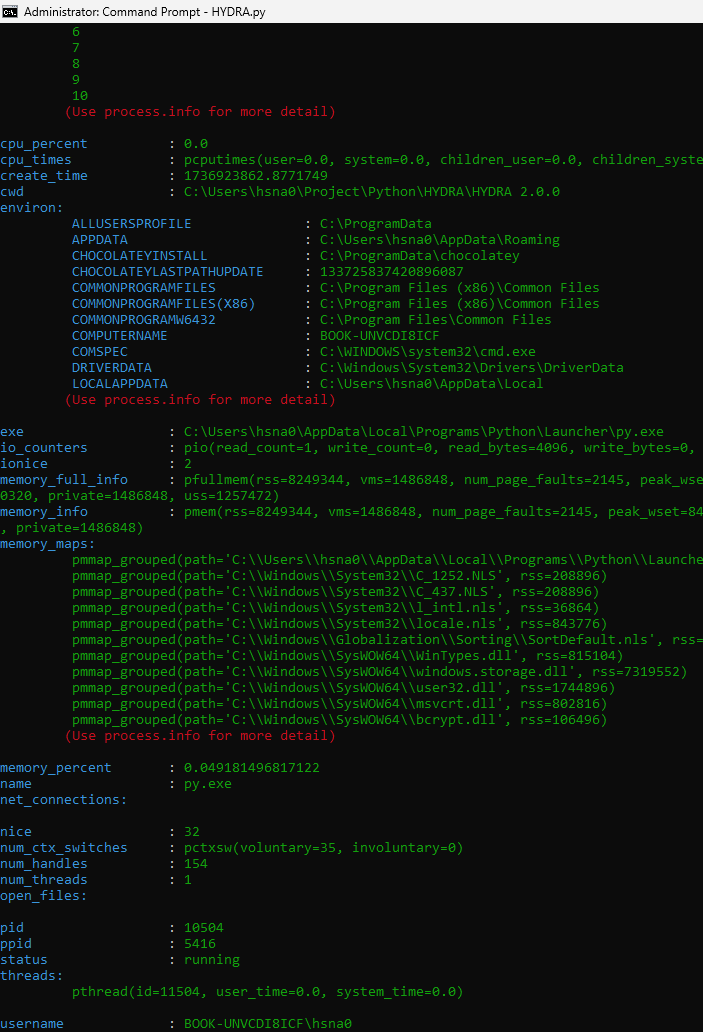 Administrator: Command Prompt - HYDRA.py
6
7
8
9
10
(Use process.info for more detail)
cpu_percent : 0.0
cpu_times : pcputimes(user=0.0, system=0.0, children_user=0.0, children_syste
create_time : 1736923862.8771749
cwd : C:\Users\hsna0\Project\Python\HYDRA\HYDRA 2.0.0
environ:
ALLUSERSPROFILE : C:\ProgramData
APPDATA : C:\Users\hsna0\AppData\Roaming
CHOCOLATEYINSTALL : C:\ProgramData\chocolatey
CHOCOLATEYLASTPATHUPDATE : 133725837420896087
COMMONPROGRAMFILES : C:\Program Files (x86)\Common Files
COMMONPROGRAMFILES(X86) : C:\Program Files (x86)\Common Files
COMMONPROGRAMW6432 : C:\Program Files\Common Files
COMPUTERNAME : BOOK-UNVCDI8ICF
COMSPEC : C:\WINDOWS\system32\cmd.exe
DRIVERDATA : C:\Windows\System32\Drivers\DriverData
LOCALAPPDATA : C:\Users\hsna0\AppData\Local
(Use process.info for more detail)
exe : C:\Users\hsna0\AppData\Local\Programs\Python\Launcher\py.exe
io_counters : pio(read_count=1, write_count=0, read_bytes=4096, write_bytes=0,
ionice : 2
memory_full_info : pfullmem(rss=8249344, vms=1486848, num_page_faults=2145, peak_wse
0320, private=1486848, uss=1257472)
memory_info : pmem(rss=8249344, vms=1486848, num_page_faults=2145, peak_wset=84
, private=1486848)
memory_maps:
pmmap_grouped(path='C:\\Users\\hsna0\\AppData\\Local\\Programs\\Python\\Launche
pmmap_grouped(path='C:\\Windows\\System32\\C_1252.NLS', rss=208896)
pmmap_grouped(path='C:\\Windows\\System32\\C_437.NLS', rss=208896)
pmmap_grouped(path='C:\\Windows\\System32\\l_intl.nls', rss=36864)
pmmap_grouped(path='C:\\Windows\\System32\\locale.nls', rss=843776)
pmmap_grouped(path='C:\\Windows\\Globalization\\Sorting\\SortDefault.nls', rss=
pmmap_grouped(path='C:\\Windows\\SysWOW64\\WinTypes.dll', rss=815104)
pmmap_grouped(path='C:\\Windows\\SysWOW64\\windows.storage.dll', rss=7319552)
pmmap_grouped(path='C:\\Windows\\SysWOW64\\user32.dll', rss=1744896)
pmmap_grouped(path='C:\\Windows\\SysWOW64\\msvcrt.dll', rss=802816)
pmmap_grouped(path='C:\\Windows\\SysWOW64\\bcrypt.dll', rss=106496)
(Use process.info for more detail)
memory_percent : 0.049181496817122
name : py.exe
net_connections:
nice : 32
num_ctx_switches : pctxsw(voluntary=35, involuntary=0)
num_handles : 154
num_threads : 1
open_files:
pid : 10504
ppid : 5416
status : running
threads:
pthread(id=11504, user_time=0.0, system_time=0.0)
username : BOOK-UNVCDI8ICF\hsna0